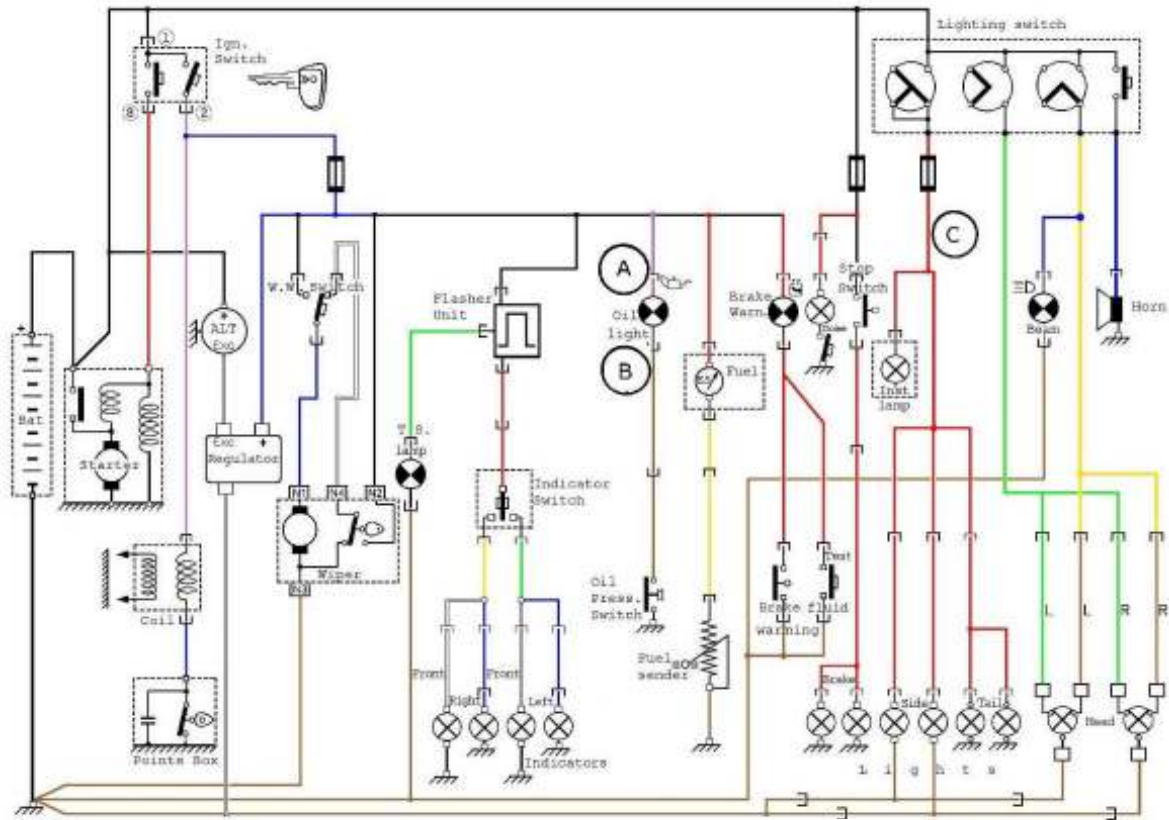 Lighting switch
①
Ign.
Switch
⑧
②
C
A
W.W. Switch
Stop
Switch
Flasher
Unit
Brake
Warn.
Oil
light
Beam
Horn
+
+
ALT
Exc
B
Dome
Fuel
Inst
lamp
Bat
T.S.
lamp
Exc
+
Regulator
Starter
Indicator
Switch
N1
N4
N2
Wiper
N3
Test
Oil
Press.
Switch
Brake fluid
warning
L
L
R
R
Coil
Fuel
sender
Front
Front
Right
Left
Brake
Side
Tail
Head
Points Box
Indicators
L i g h t s